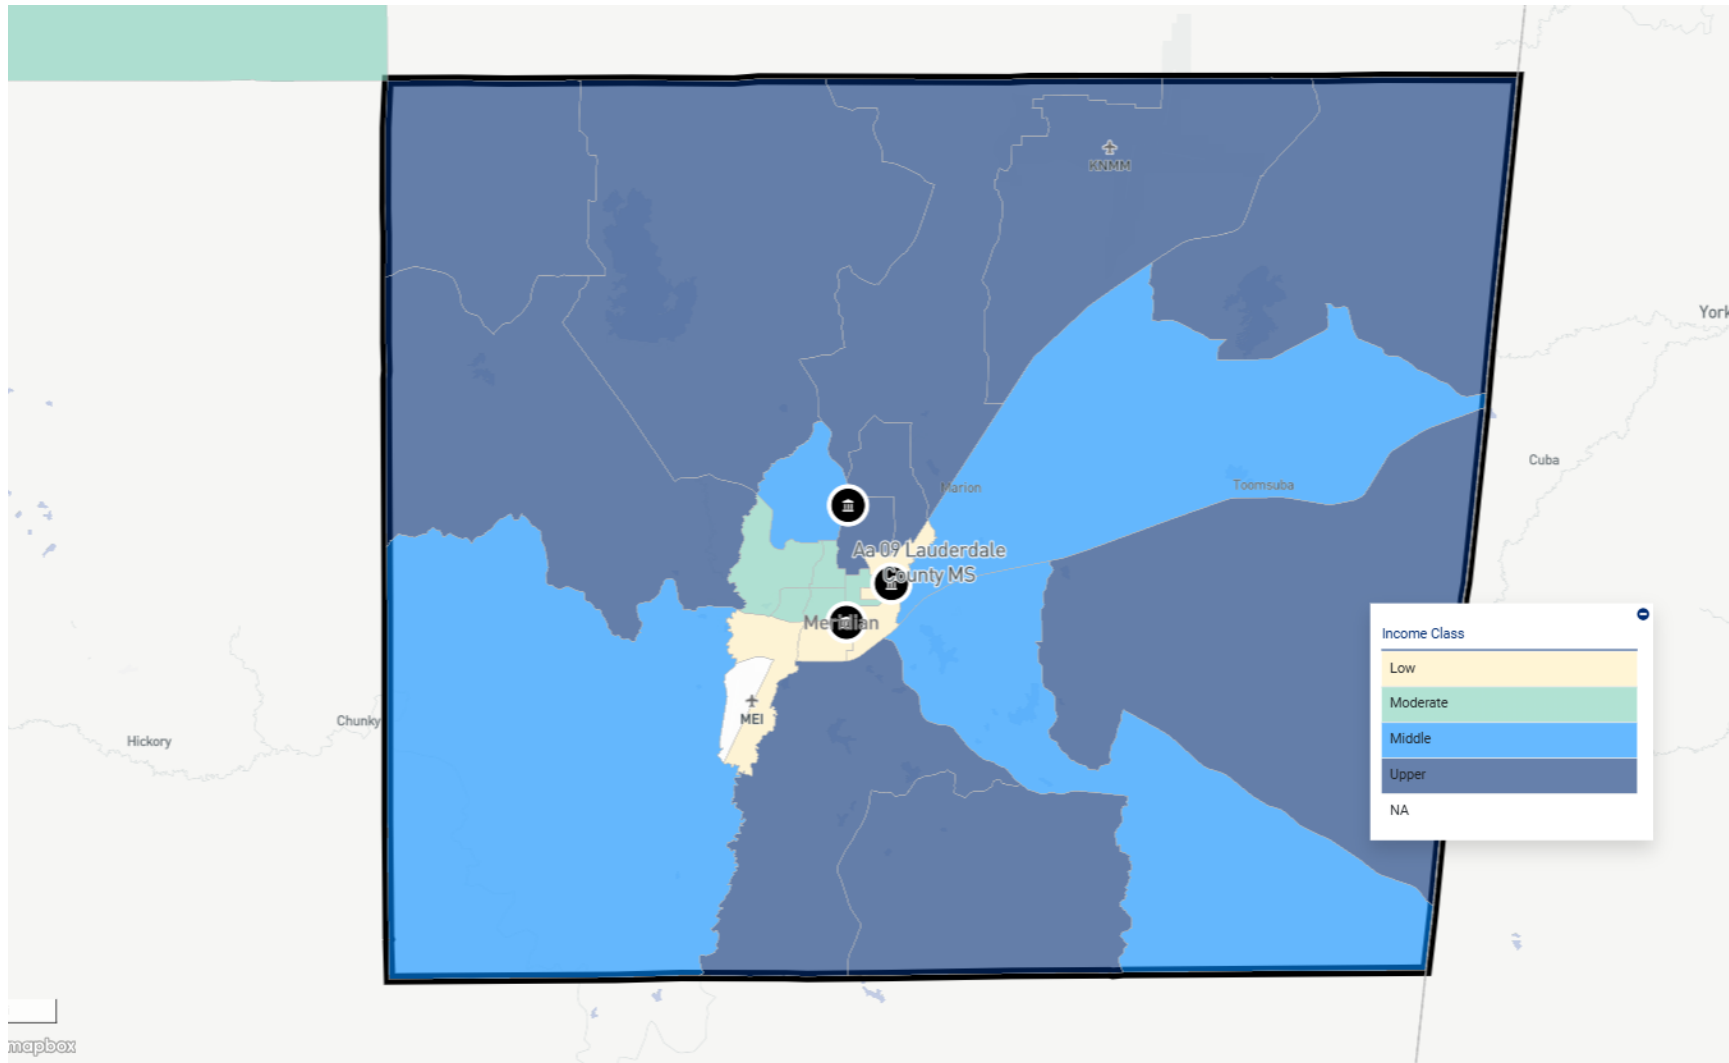 KNMM
York
Cuba
Marion
Toomsuba
Aa 09 Lauderdale
County MS
Meridian
MEI
Chunky
Hickory
Income Class
Low
Moderate
Middle
Upper
NA
mapbox